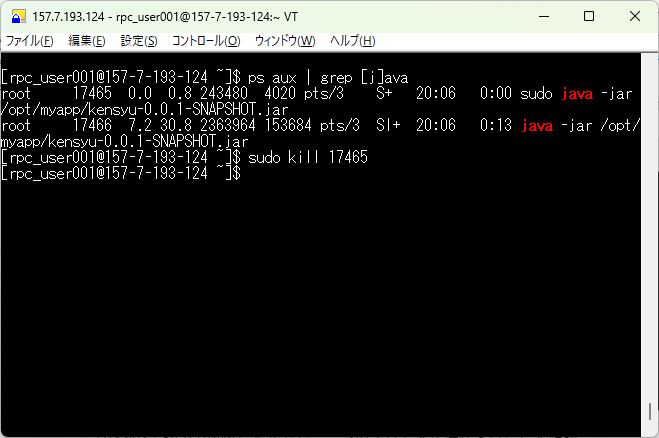 157.7.193.124 - rpc_user001@157-7-193-124:~ VT
ファイル(F) 編集(E) 設定(S) コントロール(O) ウィンドウ(W) ヘルプ(H)
[rpc_user001@157-7-193-124 ~]$ ps aux | grep [j]ava
root     17465  0.0  0.8 243480  4020 pts/3    S+   20:06   0:00 sudo java -jar
/opt/myapp/kensyu-0.0.1-SNAPSHOT.jar
root     17466  7.2 30.8 2363964 153684 pts/3  Sl+  20:06   0:13 java -jar /opt/
myapp/kensyu-0.0.1-SNAPSHOT.jar
[rpc_user001@157-7-193-124 ~]$ sudo kill 17465
[rpc_user001@157-7-193-124 ~]$